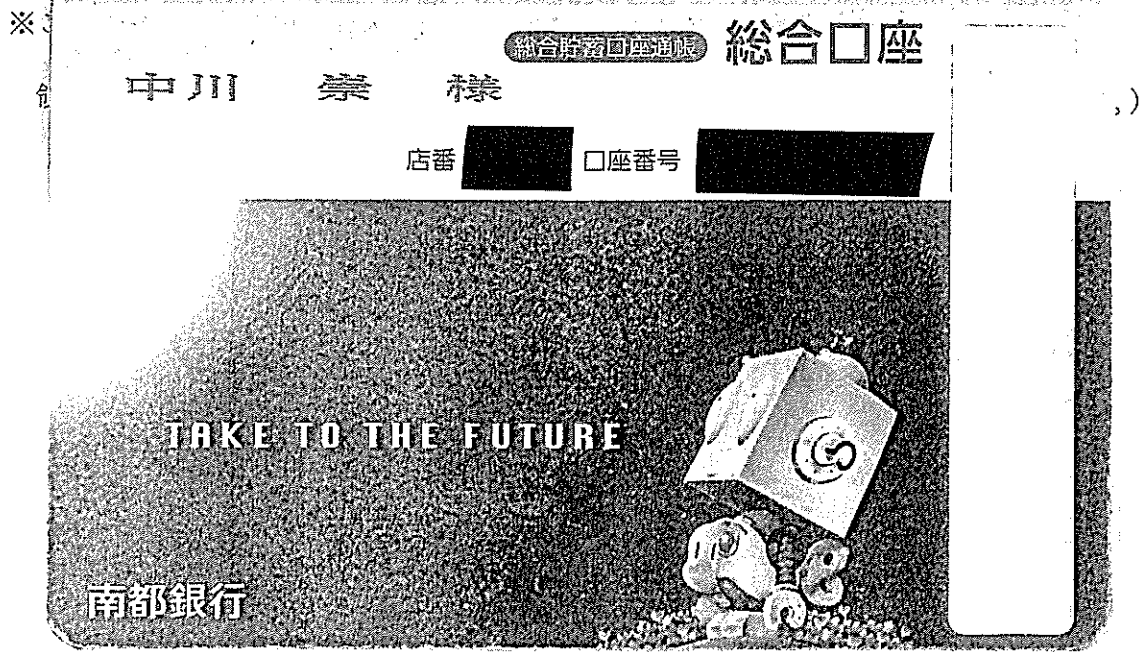 ※
総合貯蓄口座通帳 総合口座
中川 崇 様
店番 口座番号
TAKE TO THE FUTURE
南都銀行